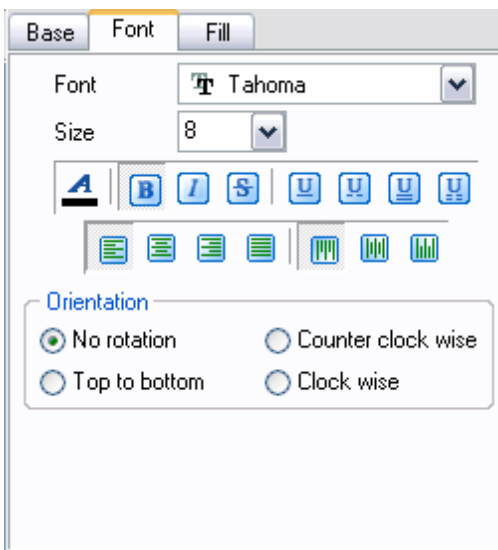 Base Font Fill
Font Tahoma
Size 8
A B I S U U U U
Orientation
No rotation Counter clock wise
Top to bottom Clock wise